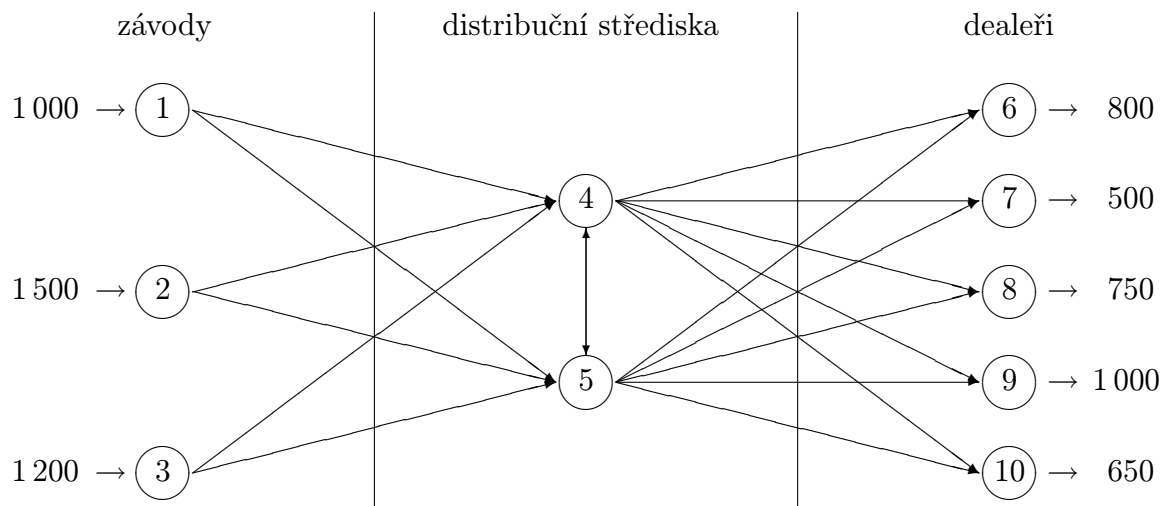 závody distribuční střediska dealeři
1 000 → 1 6 → 800
4 7 → 500
1 500 → 2 8 → 750
5 9 → 1 000
1 200 → 3 10 → 650